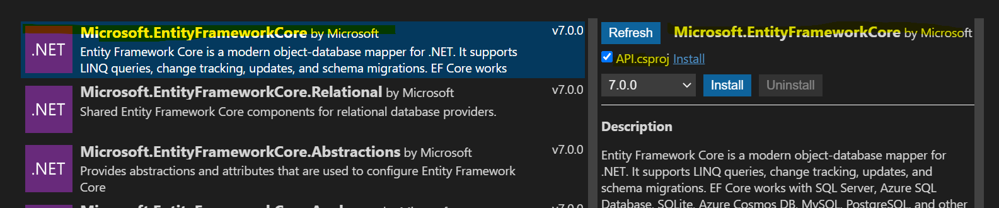 .NET
Microsoft.EntityFrameworkCore by Microsoft
v7.0.0
Entity Framework Core is a modern object-database mapper for .NET. It supports
LINQ queries, change tracking, updates, and schema migrations. EF Core works
.NET
Microsoft.EntityFrameworkCore.Relational by Microsoft
v7.0.0
Shared Entity Framework Core components for relational database providers.
.NET
Microsoft.EntityFrameworkCore.Abstractions by Microsoft
v7.0.0
Provides abstractions and attributes that are used to configure Entity Framework
Core
Refresh
Microsoft.EntityFrameworkCore by Microsoft
API.csproj Install
7.0.0
Install
Uninstall
Description
Entity Framework Core is a modern object-database mapper for
.NET. It supports LINQ queries, change tracking, updates, and
schema migrations. EF Core works with SQL Server, Azure SQL
Database, SQLite, Azure Cosmos DB, MySQL, PostgreSQL, and other